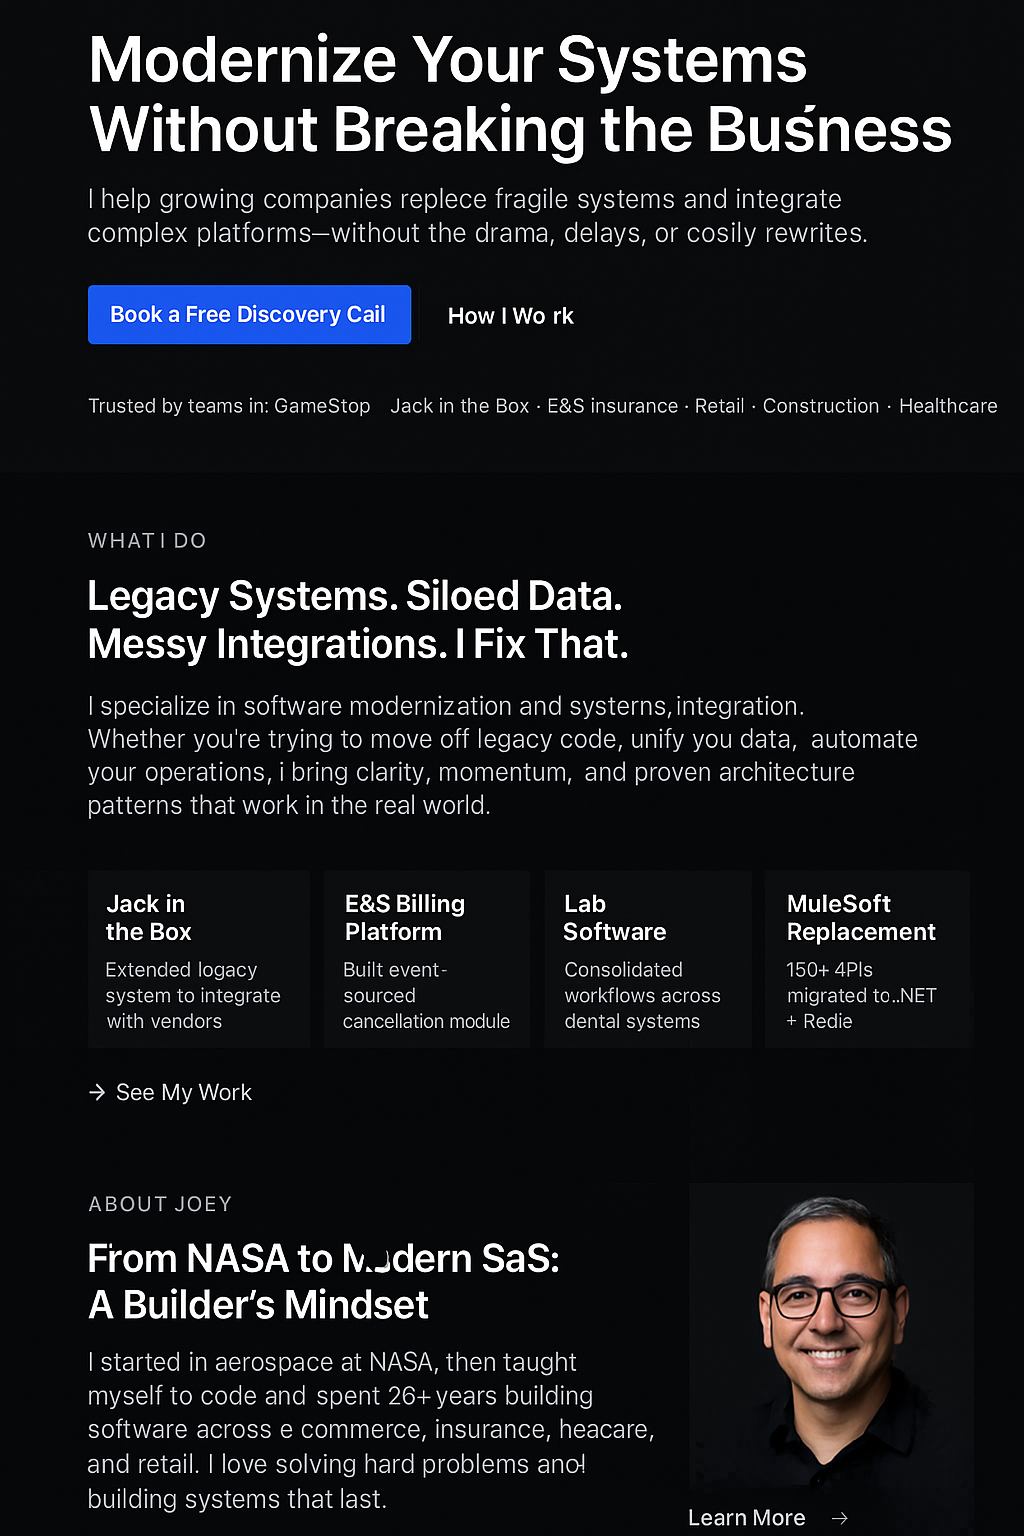 Modernize Your Systems
Without Breaking the Busness
I help growing companies replece fragile systems and integrate
complex platforms—without the drama, delays, or cosily rewrites.
Book a Free Discovery Cail
How I Wo rk
Trusted by teams in: GameStop Jack in the Box · E&S insurance · Retail · Construction · Healthcare
WHAT I DO
Legacy Systems. Siloed Data.
Messy Integrations. I Fix That.
I specialize in software modernization and systerns, integration.
Whether you're trying to move off legacy code, unify you data, automate
your operations, i bring clarity, momentum, and proven architecture
patterns that work in the real world.
Jack in
the Box
Extended logacy
system to integrate
with vendors
E&S Billing
Platform
Built event-
sourced
cancellation module
Lab
Software
Consolidated
workflows across
dental systems
MuleSoft
Replacement
150+ 4PIs
migrated to..NET
+ Redie
→ See My Work
ABOUT JOEY
From NASA to dern SaS:
A Builder's Mindset
I started in aerospace at NASA, then taught
myself to code and spent 26+ years building
software across e commerce, insurance, heacare,
and retail. I love solving hard problems
building systems that last.
Learn More →